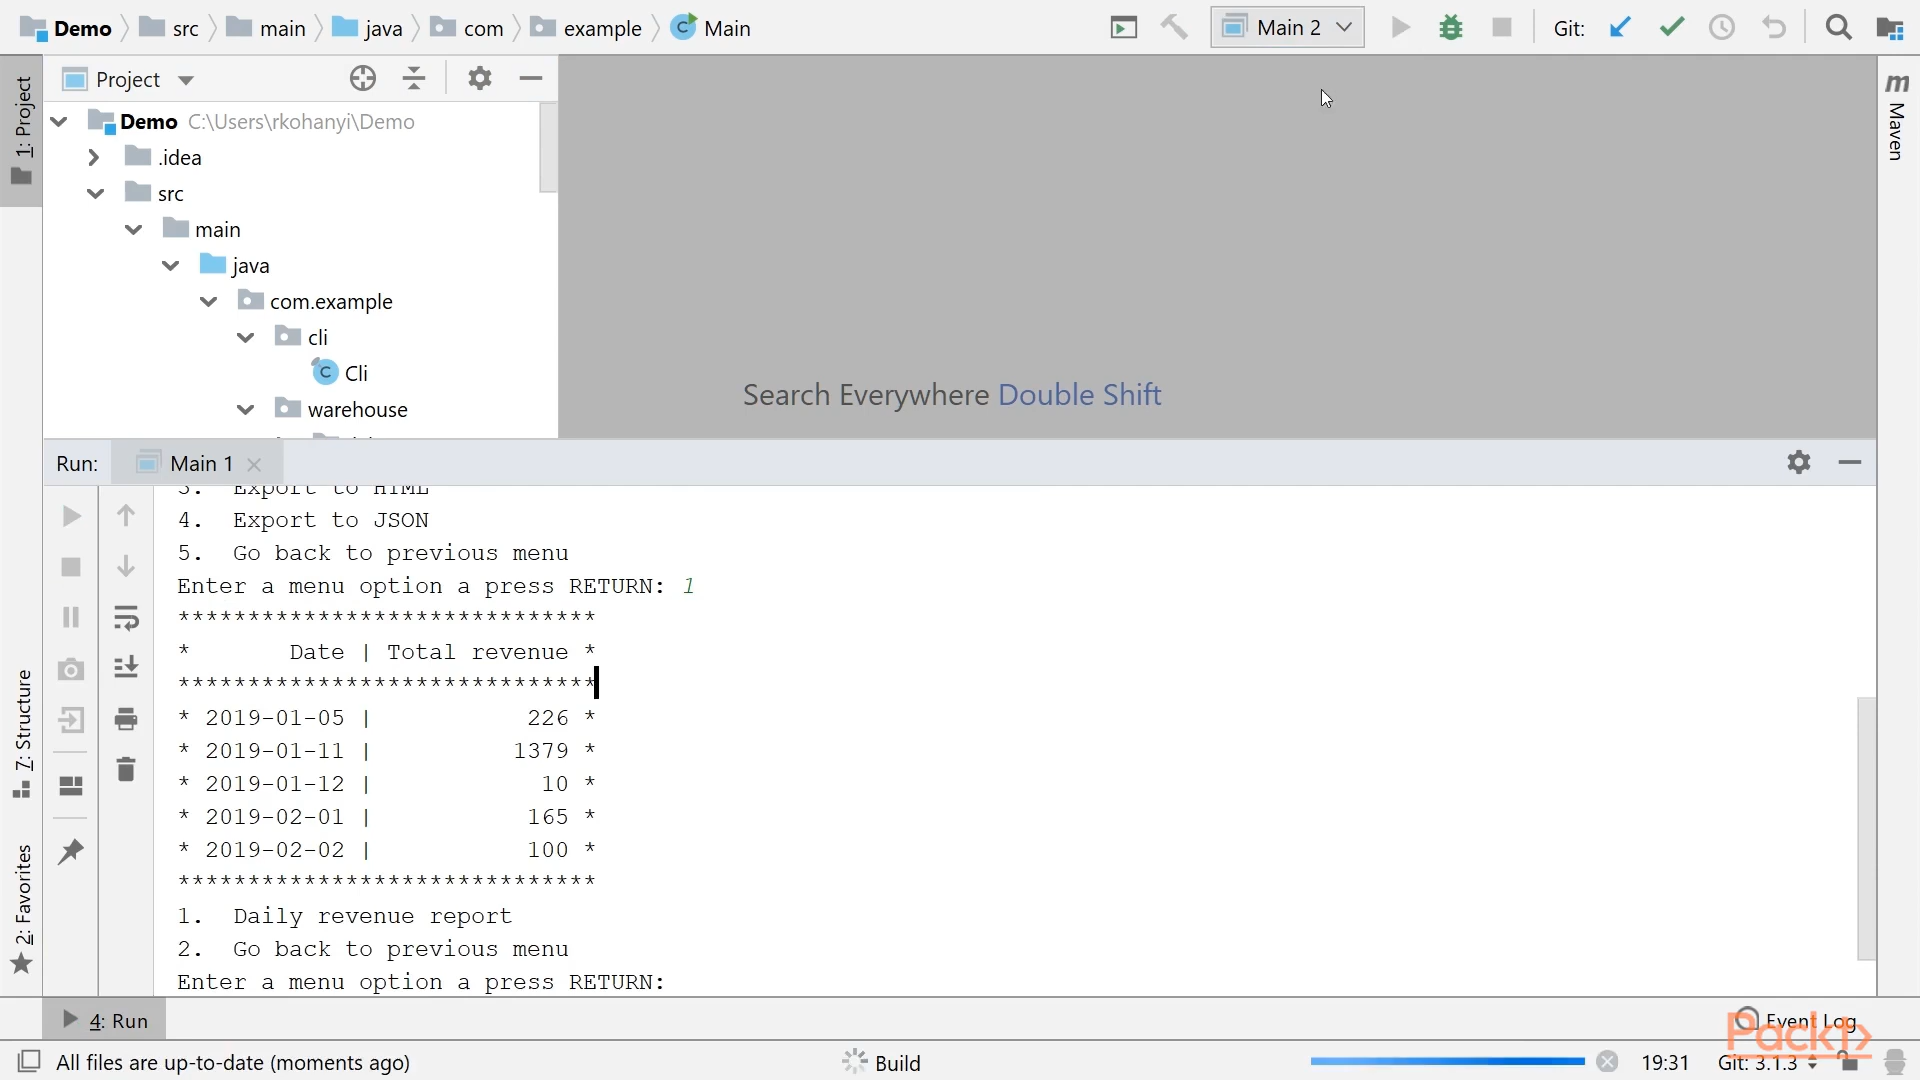 Demo src main java com example Main Main 2 Git:
1: Project
Project
Demo C:\Users\rkohanyi\Demo
.idea
src
main
java
com.example
cli
Cli
warehouse
Maven
Search Everywhere Double Shift
Run: Main 1
3. Export to HTML
4. Export to JSON
5. Go back to previous menu
Enter a menu option a press RETURN: 1
******************************
* Date | Total revenue *
******************************
* 2019-01-05 | 226 *
* 2019-01-11 | 1379 *
* 2019-01-12 | 10 *
* 2019-02-01 | 165 *
* 2019-02-02 | 100 *
******************************
1. Daily revenue report
2. Go back to previous menu
Enter a menu option a press RETURN:
7: Structure
2: Favorites
4: Run
Event Log
Packt
All files are up-to-date (moments ago) Build 19:31 Git: 3.1.3